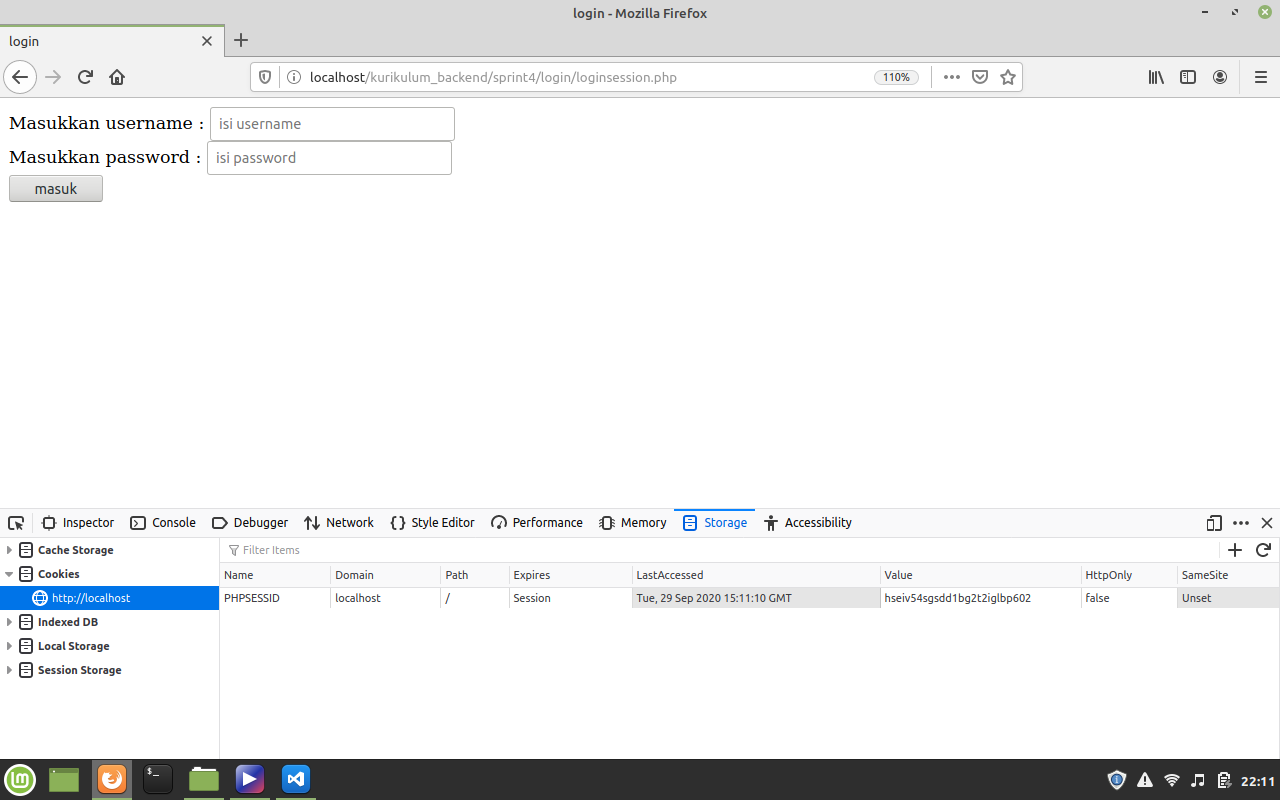 login - Mozilla Firefox
login
localhost/kurikulum_backend/sprint4/login/loginsession.php 110%
Masukkan username : isi username
Masukkan password : isi password
masuk
Inspector Console Debugger Network Style Editor Performance Memory Storage Accessibility
Cache Storage
Filter Items
Cookies
http://localhost
Indexed DB
Local Storage
Session Storage
Name Domain Path Expires LastAccessed Value HttpOnly SameSite
PHPSESSID localhost / Session Tue, 29 Sep 2020 15:11:10 GMT hseiv54sgsdd1bg2t2iglbp602 false Unset
22:11